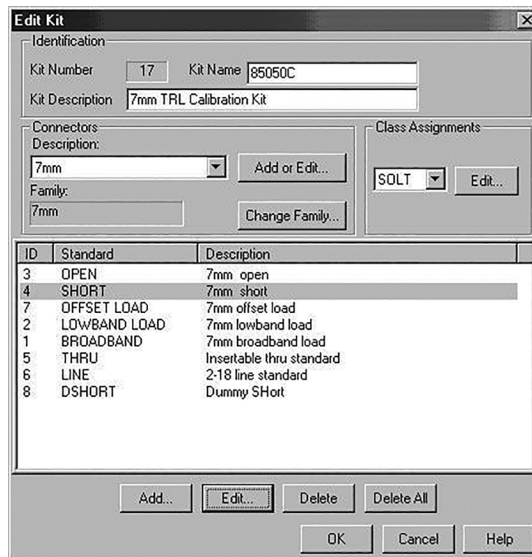 Edit Kit
Identification
Kit Number 17 Kit Name 85050C
Kit Description 7mm TRL Calibration Kit
Connectors
Description:
7mm Add or Edit...
Family:
7mm Change Family...
Class Assignments
SOLT Edit...
ID Standard Description
3 OPEN 7mm open
4 SHORT 7mm short
7 OFFSET LOAD 7mm offset load
2 LOWBAND LOAD 7mm lowband load
1 BROADBAND 7mm broadband load
5 THRU Insertable thru standard
6 LINE 2-18 line standard
8 DSHORT Dummy SHort
Add... Edit... Delete Delete All
OK Cancel Help